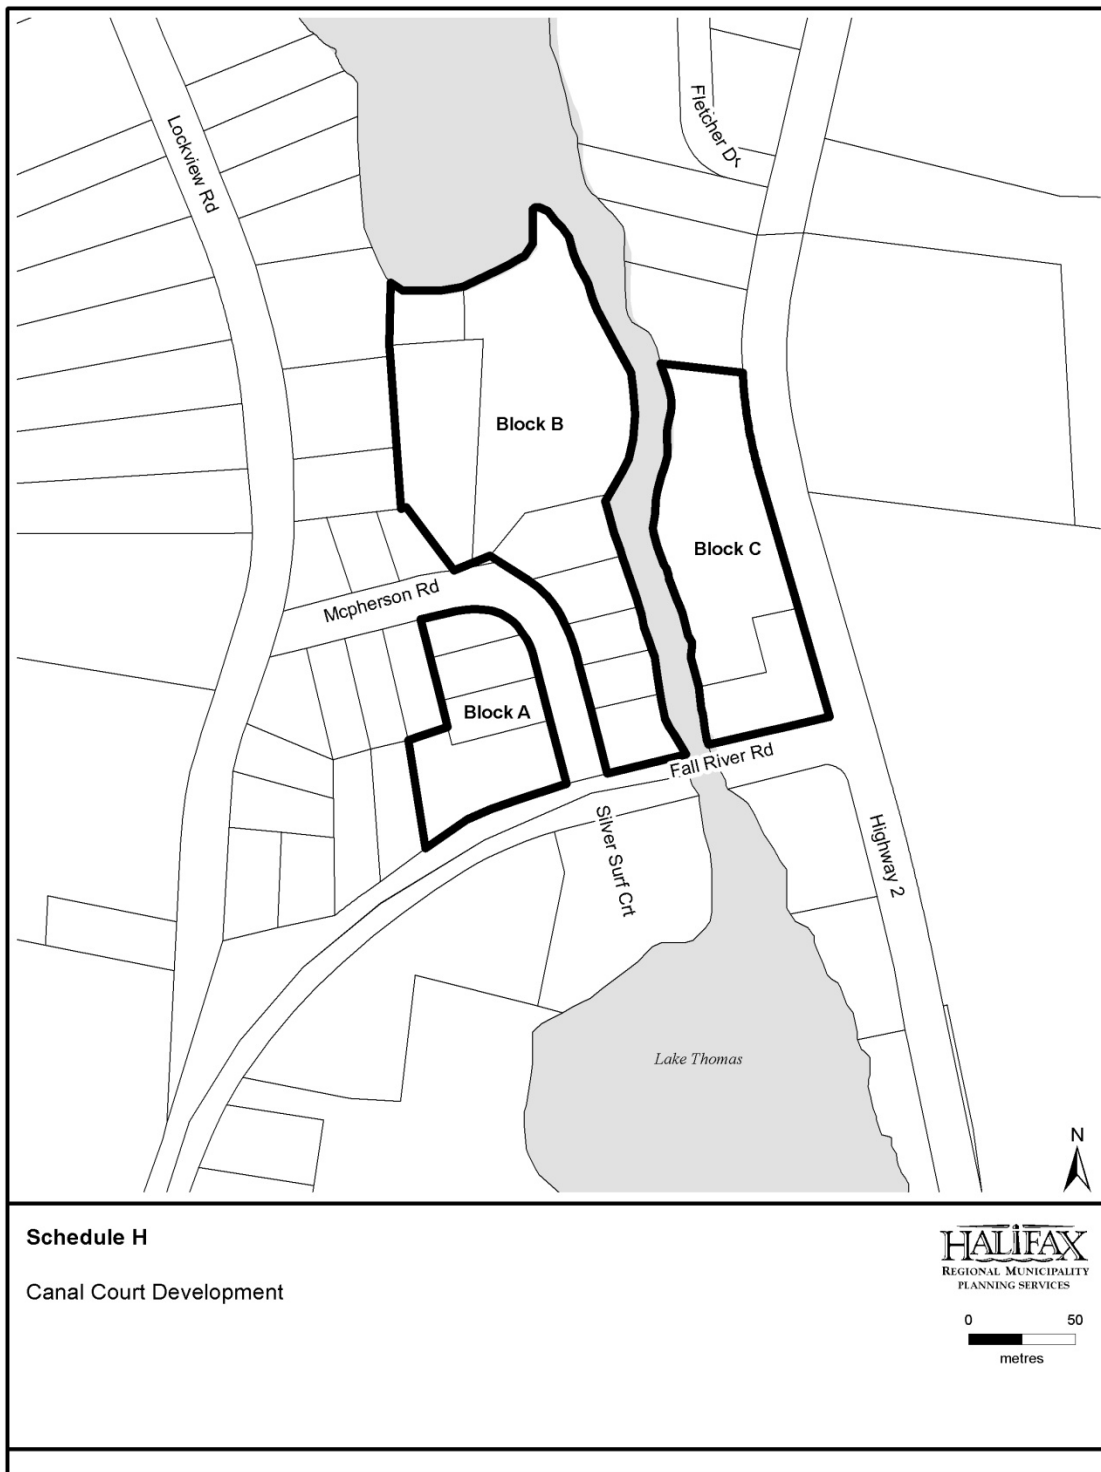 Fletcher Dr
Lockview Rd
Block B
Block C
Mcpherson Rd
Block A
Fall River Rd
Silver Surf Crt
Highway 2
Lake Thomas
N
Schedule H
Canal Court Development
HALIFAX
REGIONAL MUNICIPALITY
PLANNING SERVICES
0 50
metres